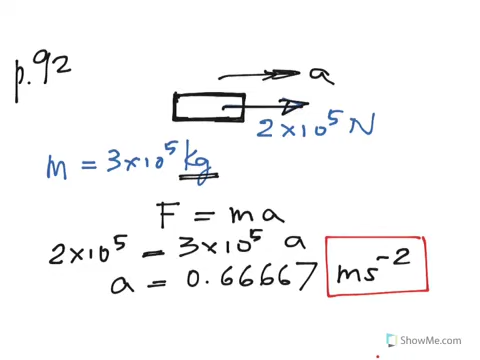 p.92
a
2×10⁵ N
m = 3×10⁵ kg
F = ma
2×10⁵ = 3×10⁵ a
a = 0.66667 ms⁻²
ShowMe.com